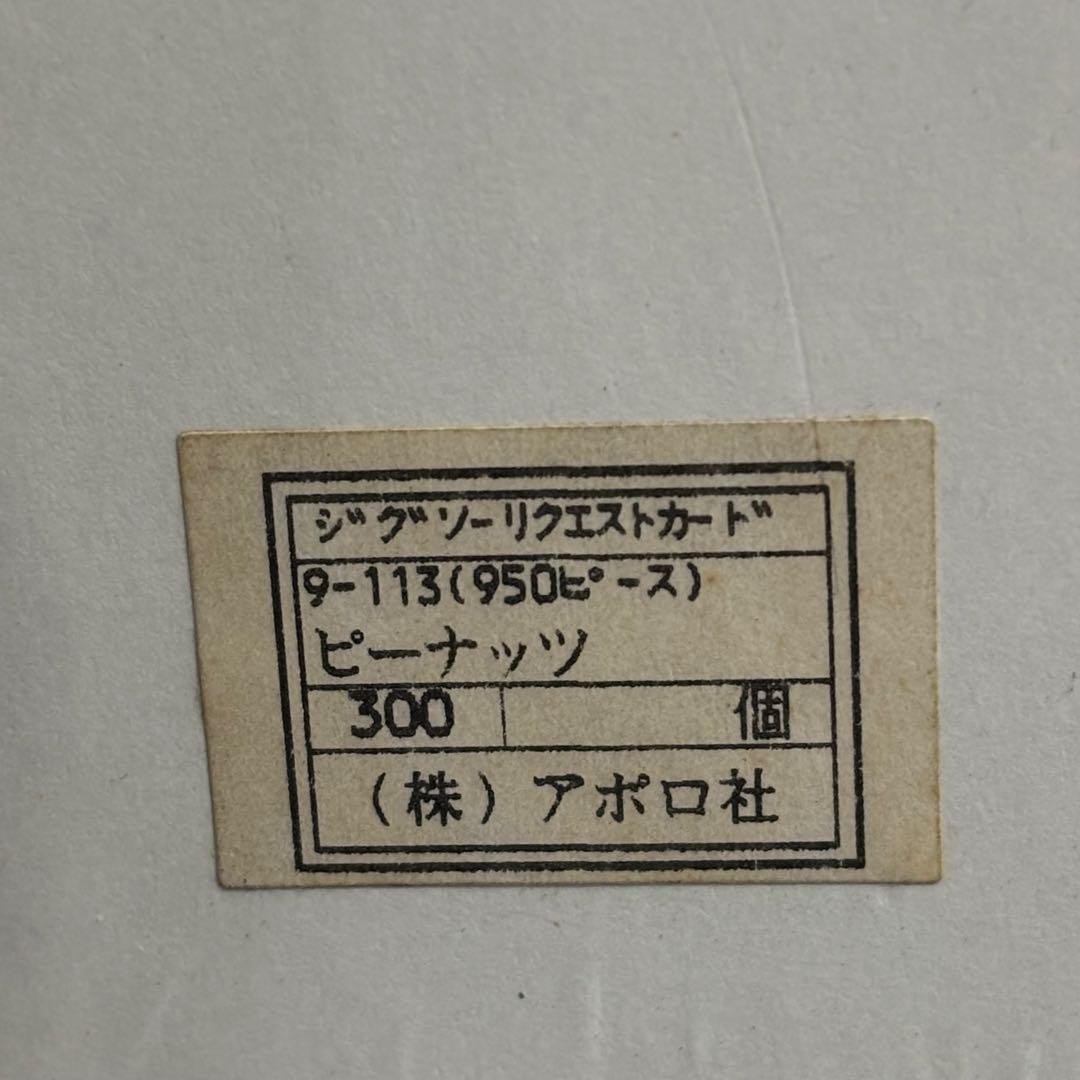 ｼﾞｸﾞｿｰﾘｸｴｽﾄｶｰﾄﾞ
9-113(950ﾋﾟｰｽ)
ピーナッツ
300 個
(株)アポロ社